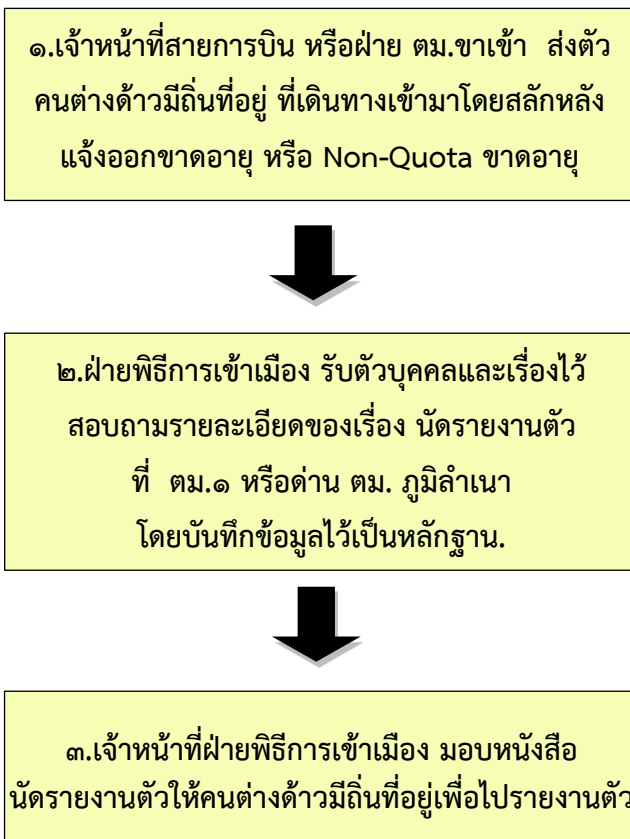 ๑.เจ้าหน้าที่สายการบิน หรือฝ่าย ตม.ขาเข้า ส่งตัว
คนต่างด้าวมีถิ่นที่อยู่ ที่เดินทางเข้ามาโดยสลักหลัง
แจ้งออกขาดอายุ หรือ Non-Quota ขาดอายุ
๒.ฝ่ายพิธีการเข้าเมือง รับตัวบุคคลและเรื่องไว้
สอบถามรายละเอียดของเรื่อง นัดรายงานตัว
ที่ ตม.๑ หรือด่าน ตม. ภูมิลำเนา
โดยบันทึกข้อมูลไว้เป็นหลักฐาน.
๓.เจ้าหน้าที่ฝ่ายพิธีการเข้าเมือง มอบหนังสือ
นัดรายงานตัวให้คนต่างด้าวมีถิ่นที่อยู่เพื่อไปรายงานตัว